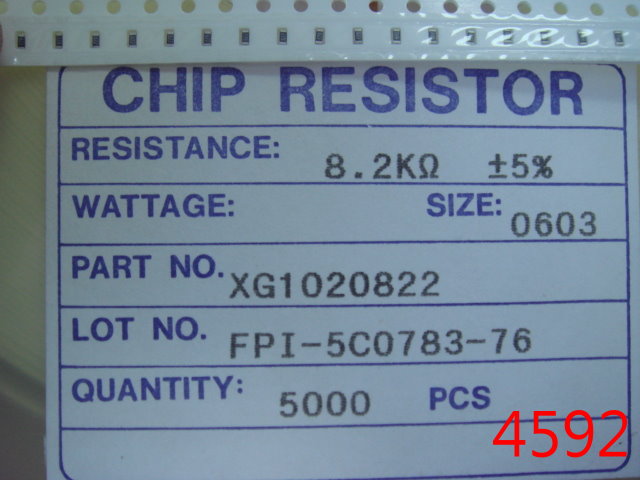 CHIP RESISTOR
RESISTANCE: 8.2KΩ ±5%
WATTAGE: SIZE: 0603
PART NO. XG1020822
LOT NO. FPI-5C0783-76
QUANTITY: 5000 PCS
4592